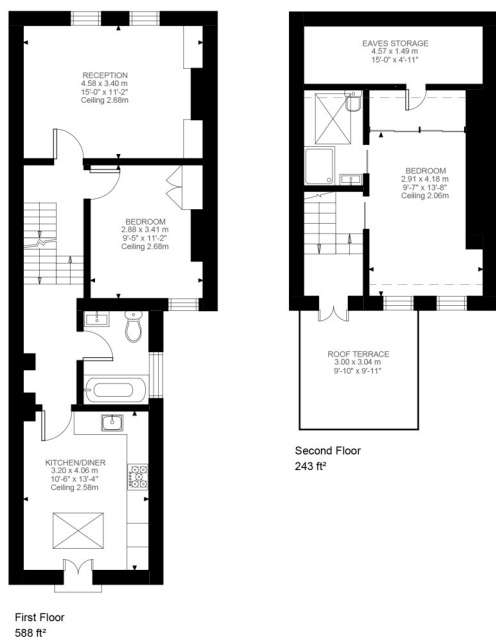 RECEPTION
4.58 x 3.40 m
15'-0" x 11'-2"
Ceiling 2.68m
BEDROOM
2.88 x 3.41 m
9'-5" x 11'-2"
Ceiling 2.68m
KITCHEN/DINER
3.20 x 4.06 m
10'-6" x 13'-4"
Ceiling 2.58m
First Floor
588 ft²
EAVES STORAGE
4.57 x 1.49 m
15'-0" x 4'-11"
BEDROOM
2.91 x 4.18 m
9'-7" x 13'-8"
Ceiling 2.06m
ROOF TERRACE
3.00 x 3.04 m
9'-10" x 9'-11"
Second Floor
243 ft²